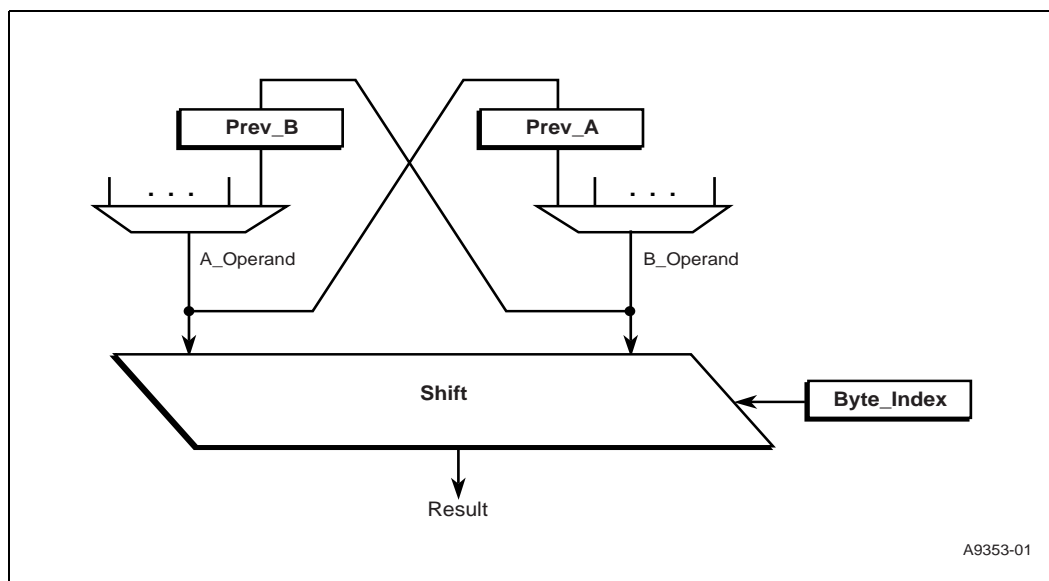 Prev_B
Prev_A
. . .
. . .
A_Operand
B_Operand
Shift
Byte_Index
Result
A9353-01